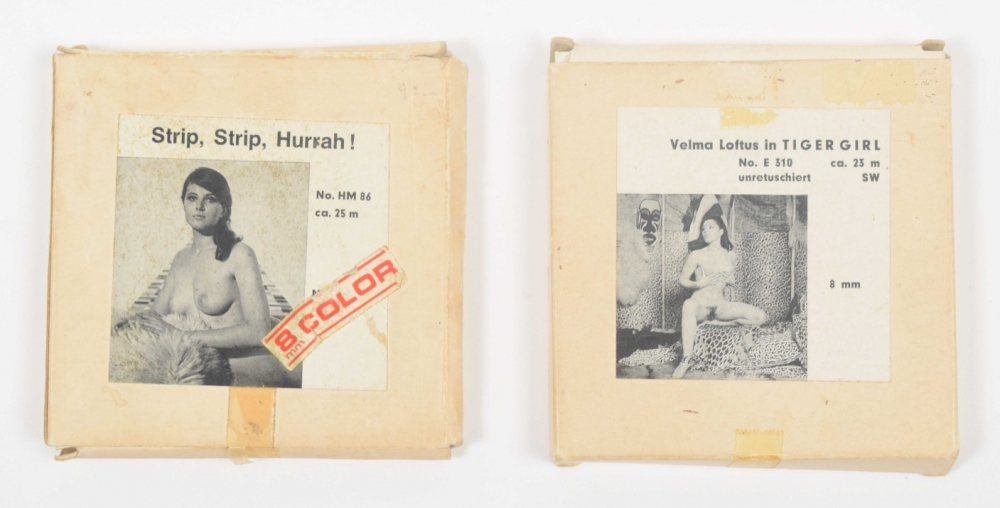 Strip, Strip, Hurrah !
No. HM 86
ca. 25 m
8 COLOR
mm
Velma Loftus in TIGER GIRL
No. E 310 ca. 23 m
unretuschiert SW
8 mm